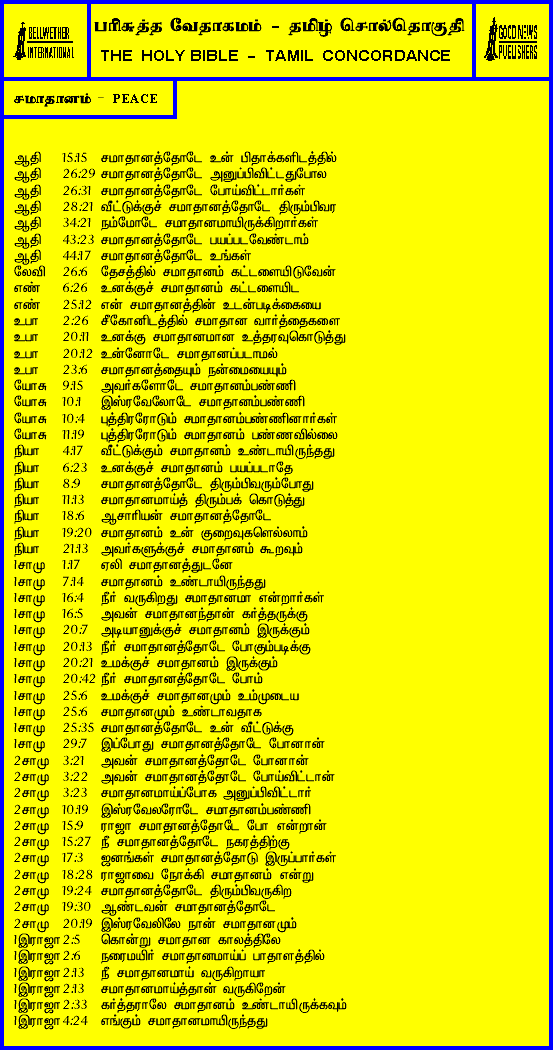 BELLWETHER
INTERNATIONAL
பரிசுத்த வேதாகமம் - தமிழ் சொல்தொகுதி
THE HOLY BIBLE - TAMIL CONCORDANCE
GOOD NEWS
PUBLISHERS
சமாதானம் - PEACE
ஆதி 15:15 சமாதானத்தோடே உன் பிதாக்களிடத்தில்
ஆதி 26:29 சமாதானத்தோடே அனுப்பிவிட்டதுபோல
ஆதி 26:31 சமாதானத்தோடே போய்விட்டார்கள்
ஆதி 28:21 வீட்டுக்குச் சமாதானத்தோடே திரும்பிவர
ஆதி 34:21 நம்மோடே சமாதானமாயிருக்கிறார்கள்
ஆதி 43:23 சமாதானத்தோடே பயப்படவேண்டாம்
ஆதி 44:17 சமாதானத்தோடே உங்கள்
லேவி 26:6 தேசத்தில் சமாதானம் கட்டளையிடுவேன்
எண் 6:26 உனக்குச் சமாதானம் கட்டளையிட
எண் 25:12 என் சமாதானத்தின் உடன்படிக்கையை
உபா 2:26 சீகோனிடத்தில் சமாதான வார்த்தைகளை
உபா 20:11 உனக்கு சமாதானமான உத்தரவுகொடுத்து
உபா 20:12 உன்னோடே சமாதானப்படாமல்
உபா 23:6 சமாதானத்தையும் நன்மையையும்
யோசு 9:15 அவர்களோடே சமாதானம்பண்ணி
யோசு 10:1 இஸ்ரவேலோடே சமாதானம்பண்ணி
யோசு 10:4 புத்திரரோடும் சமாதானம்பண்ணினார்கள்
யோசு 11:19 புத்திரரோடும் சமாதானம் பண்ணவில்லை
நியா 4:17 வீட்டுக்கும் சமாதானம் உண்டாயிருந்தது
நியா 6:23 உனக்குச் சமாதானம் பயப்படாதே
நியா 8:9 சமாதானத்தோடே திரும்பிவரும்போது
நியா 11:13 சமாதானமாய்த் திரும்பக் கொடுத்து
நியா 18:6 ஆசாரியன் சமாதானத்தோடே
நியா 19:20 சமாதானம் உன் குறைவுகளெல்லாம்
நியா 21:13 அவர்களுக்குச் சமாதானம் கூறவும்
1சாமு 1:17 ஏலி சமாதானத்துடனே
1சாமு 7:14 சமாதானம் உண்டாயிருந்தது
1சாமு 16:4 நீர் வருகிறது சமாதானமா என்றார்கள்
1சாமு 16:5 அவன் சமாதானந்தான் கர்த்தருக்கு
1சாமு 20:7 அடியானுக்குச் சமாதானம் இருக்கும்
1சாமு 20:13 நீர் சமாதானத்தோடே போகும்படிக்கு
1சாமு 20:21 உமக்குச் சமாதானம் இருக்கும்
1சாமு 20:42 நீர் சமாதானத்தோடே போம்
1சாமு 25:6 உமக்குச் சமாதானமும் உம்முடைய
1சாமு 25:6 சமாதானமும் உண்டாவதாக
1சாமு 25:35 சமாதானத்தோடே உன் வீட்டுக்கு
1சாமு 29:7 இப்போது சமாதானத்தோடே போனான்
2சாமு 3:21 அவன் சமாதானத்தோடே போனான்
2சாமு 3:22 அவன் சமாதானத்தோடே போய்விட்டான்
2சாமு 3:23 சமாதானமாய்ப்போக அனுப்பிவிட்டார்
2சாமு 10:19 இஸ்ரவேலரோடே சமாதானம்பண்ணி
2சாமு 15:9 ராஜா சமாதானத்தோடே போ என்றான்
2சாமு 15:27 நீ சமாதானத்தோடே நகரத்திற்கு
2சாமு 17:3 ஜனங்கள் சமாதானத்தோடு இருப்பார்கள்
2சாமு 18:28 ராஜாவை நோக்கி சமாதானம் என்று
2சாமு 19:24 சமாதானத்தோடே திரும்பிவருகிற
2சாமு 19:30 ஆண்டவன் சமாதானத்தோடே
2சாமு 20:19 இஸ்ரவேலிலே நான் சமாதானமும்
1இராஜா 2:5 கொன்று சமாதான காலத்திலே
1இராஜா 2:6 நரைமயிர் சமாதானமாய்ப் பாதாளத்தில்
1இராஜா 2:13 நீ சமாதானமாய் வருகிறாயா
1இராஜா 2:13 சமாதானமாய்த்தான் வருகிறேன்
1இராஜா 2:33 கர்த்தராலே சமாதானம் உண்டாயிருக்கவும்
1இராஜா 4:24 எங்கும் சமாதானமாயிருந்தது